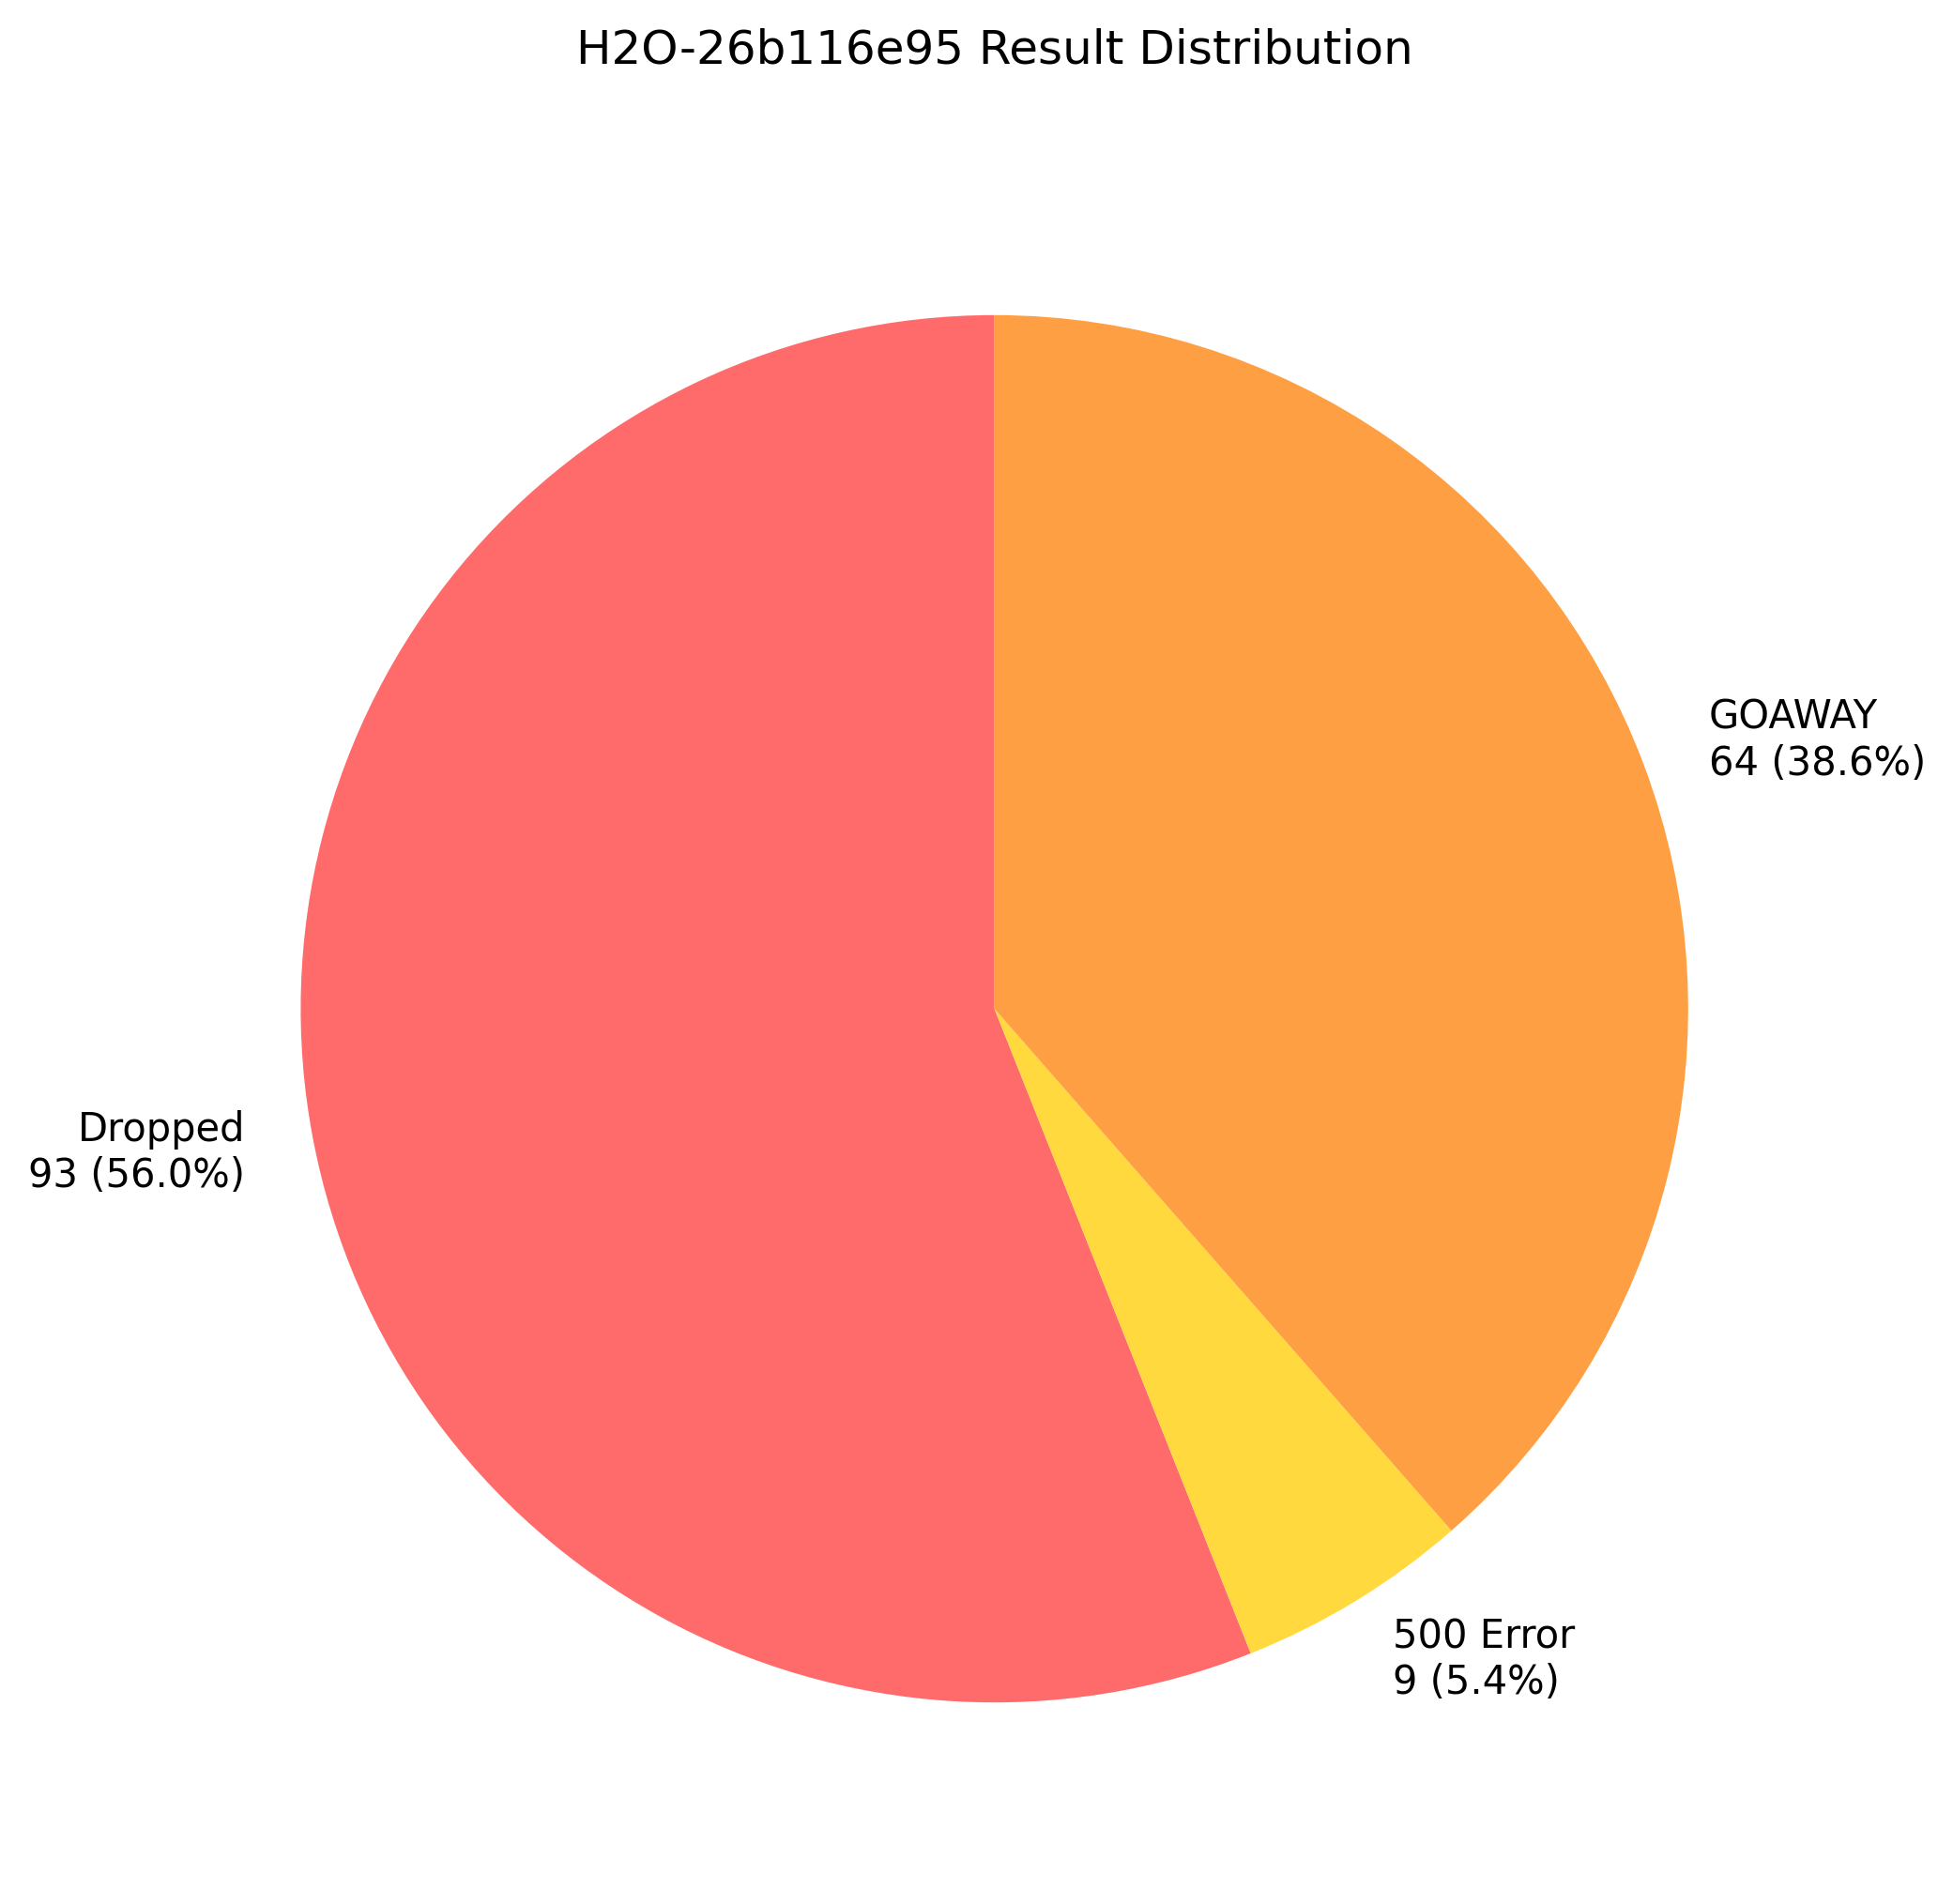 H2O-26b116e95 Result Distribution
GOAWAY
64 (38.6%)
Dropped
93 (56.0%)
500 Error
9 (5.4%)